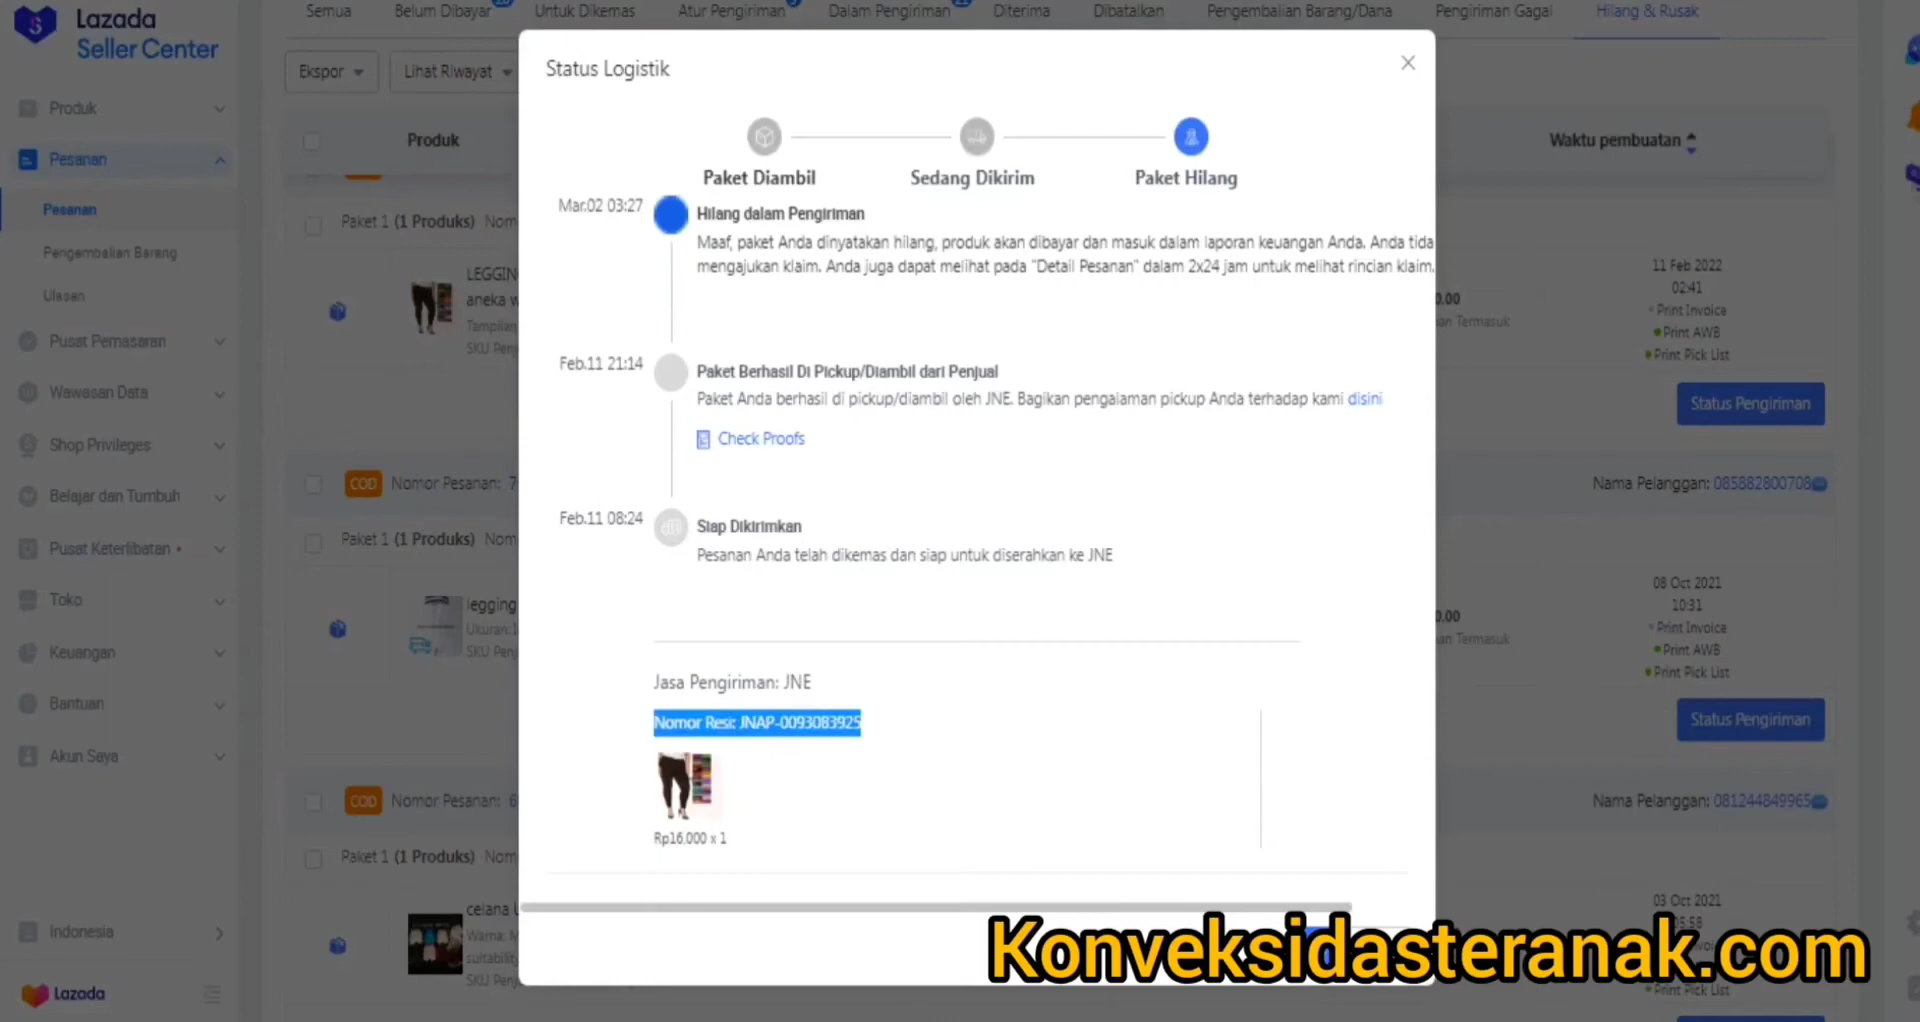 Lazada
Seller Center
Semua
Belum Dibayar
Untuk Dikemas
Atur Pengiriman
Dalam Pengiriman
Diterima
Dibatalkan
Pengembalian Barang/Dana
Pengiriman Gagal
Hilang & Rusak
Ekspor
Lihat Riwayat
Produk
Pesanan
Pesanan
Pengembalian Barang
Ulasan
Pusat Pemasaran
Wawasan Data
Shop Privileges
Belajar dan Tumbuh
Pusat Keterlibatan
Toko
Keuangan
Bantuan
Akun Saya
Indonesia
Lazada
Produk
Waktu pembuatan
Paket 1 (1 Produks) Nom
LEGGIN
aneka w
Tampilan
SKU Penj
COD Nomor Pesanan: 7
Paket 1 (1 Produks) Nom
legging
Ukuran:
SKU Penj
COD Nomor Pesanan: 6
Paket 1 (1 Produks) Nom
celana
Warna: M
suitability
SKU Penj
Status Logistik
Paket Diambil
Sedang Dikirim
Paket Hilang
Mar.02 03:27
Hilang dalam Pengiriman
Maaf, paket Anda dinyatakan hilang, produk akan dibayar dan masuk dalam laporan keuangan Anda. Anda tida
mengajukan klaim. Anda juga dapat melihat pada "Detail Pesanan" dalam 2x24 jam untuk melihat rincian klaim.
Feb.11 21:14
Paket Berhasil Di Pickup/Diambil dari Penjual
Paket Anda berhasil di pickup/diambil oleh JNE. Bagikan pengalaman pickup Anda terhadap kami disini
Check Proofs
Feb.11 08:24
Siap Dikirimkan
Pesanan Anda telah dikemas dan siap untuk diserahkan ke JNE
Jasa Pengiriman: JNE
Nomor Resi: JNAP-0093083925
Rp16.000 x 1
0.00
an Termasuk
11 Feb 2022
02:41
Print Invoice
Print AWB
Print Pick List
Status Pengiriman
Nama Pelanggan: 085882800708
0.00
an Termasuk
08 Oct 2021
10:31
Print Invoice
Print AWB
Print Pick List
Status Pengiriman
Nama Pelanggan: 081244849965
03 Oct 2021
05:58
Print Pick List
Konveksidasteranak.com